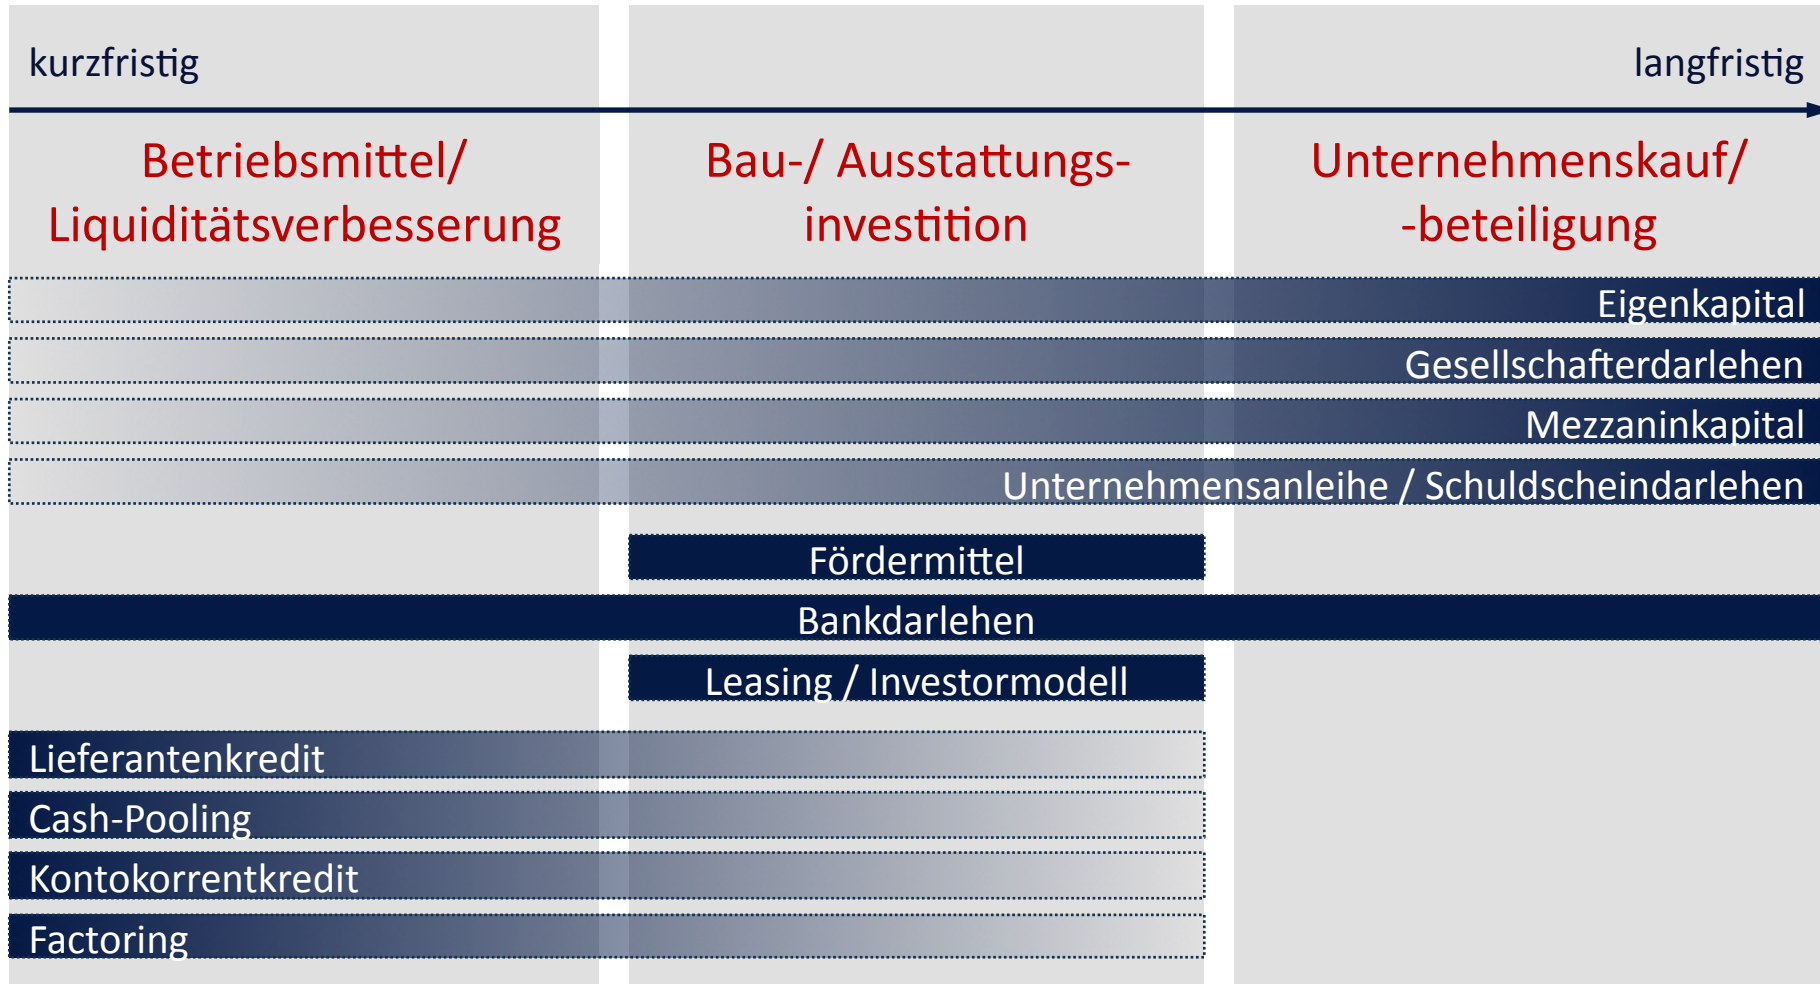 kurzfristig
langfristig
Betriebsmittel/
Liquiditätsverbesserung
Bau-/ Ausstattungs-
investition
Unternehmenskauf/
-beteiligung
Eigenkapital
Gesellschafterdarlehen
Mezzaninkapital
Unternehmensanleihe / Schuldscheindarlehen
Fördermittel
Bankdarlehen
Leasing / Investormodell
Lieferantenkredit
Cash-Pooling
Kontokorrentkredit
Factoring